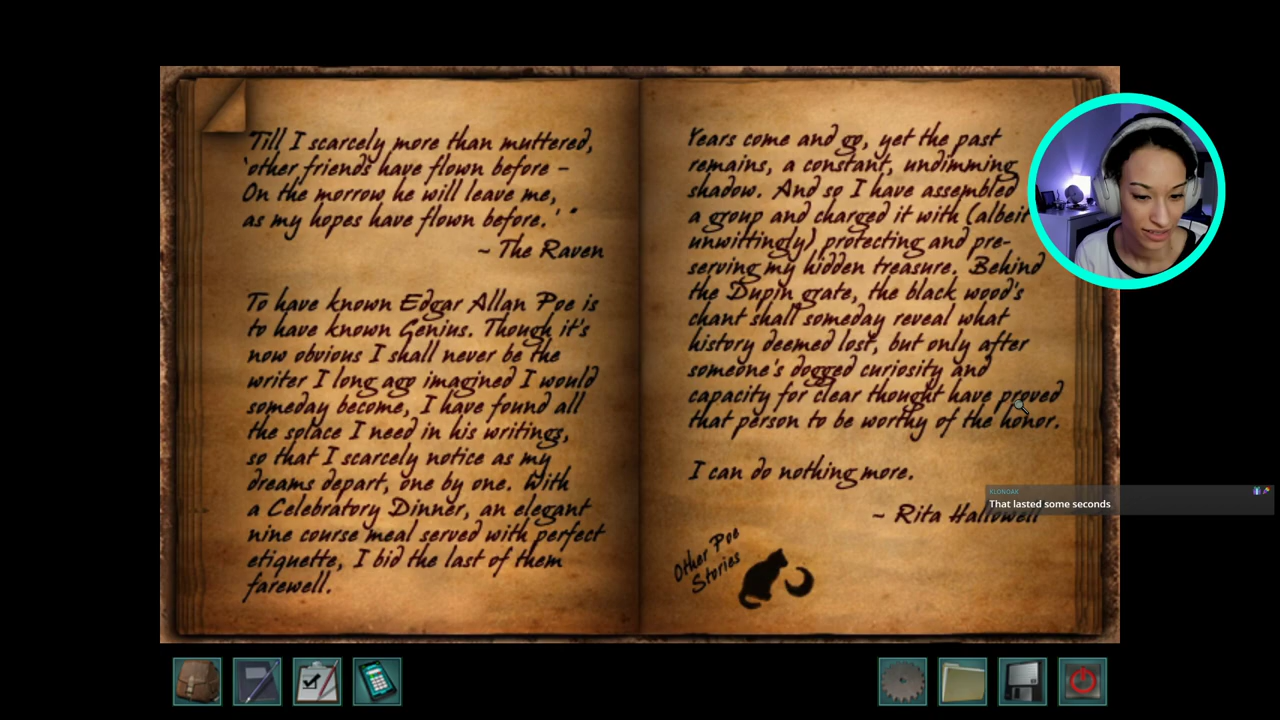 "Till I scarcely more than muttered,
'other friends have flown before –
On the morrow he will leave me,
as my hopes have flown before.' "
~ The Raven
To have known Edgar Allan Poe is
to have known Genius. Though it's
now obvious I shall never be the
writer I long ago imagined I would
someday become, I have found all
the solace I need in his writings,
so that I scarcely notice as my
dreams depart, one by one. With
a Celebratory Dinner, an elegant
nine course meal served with perfect
etiquette, I bid the last of them
farewell.
Years come and go, yet the past
remains, a constant, undimming
shadow. And so I have assembled
a group and charged it with (albeit
unwittingly) protecting and pre-
serving my hidden treasure. Behind
the Dupin grate, the black wood's
chant shall someday reveal what
history deemed lost, but only after
someone's dogged curiosity and
capacity for clear thought have proved
that person to be worthy of the honor.
I can do nothing more.
~ Rita Hallowell
Other Poe
Stories
KLONOAK
That lasted some seconds